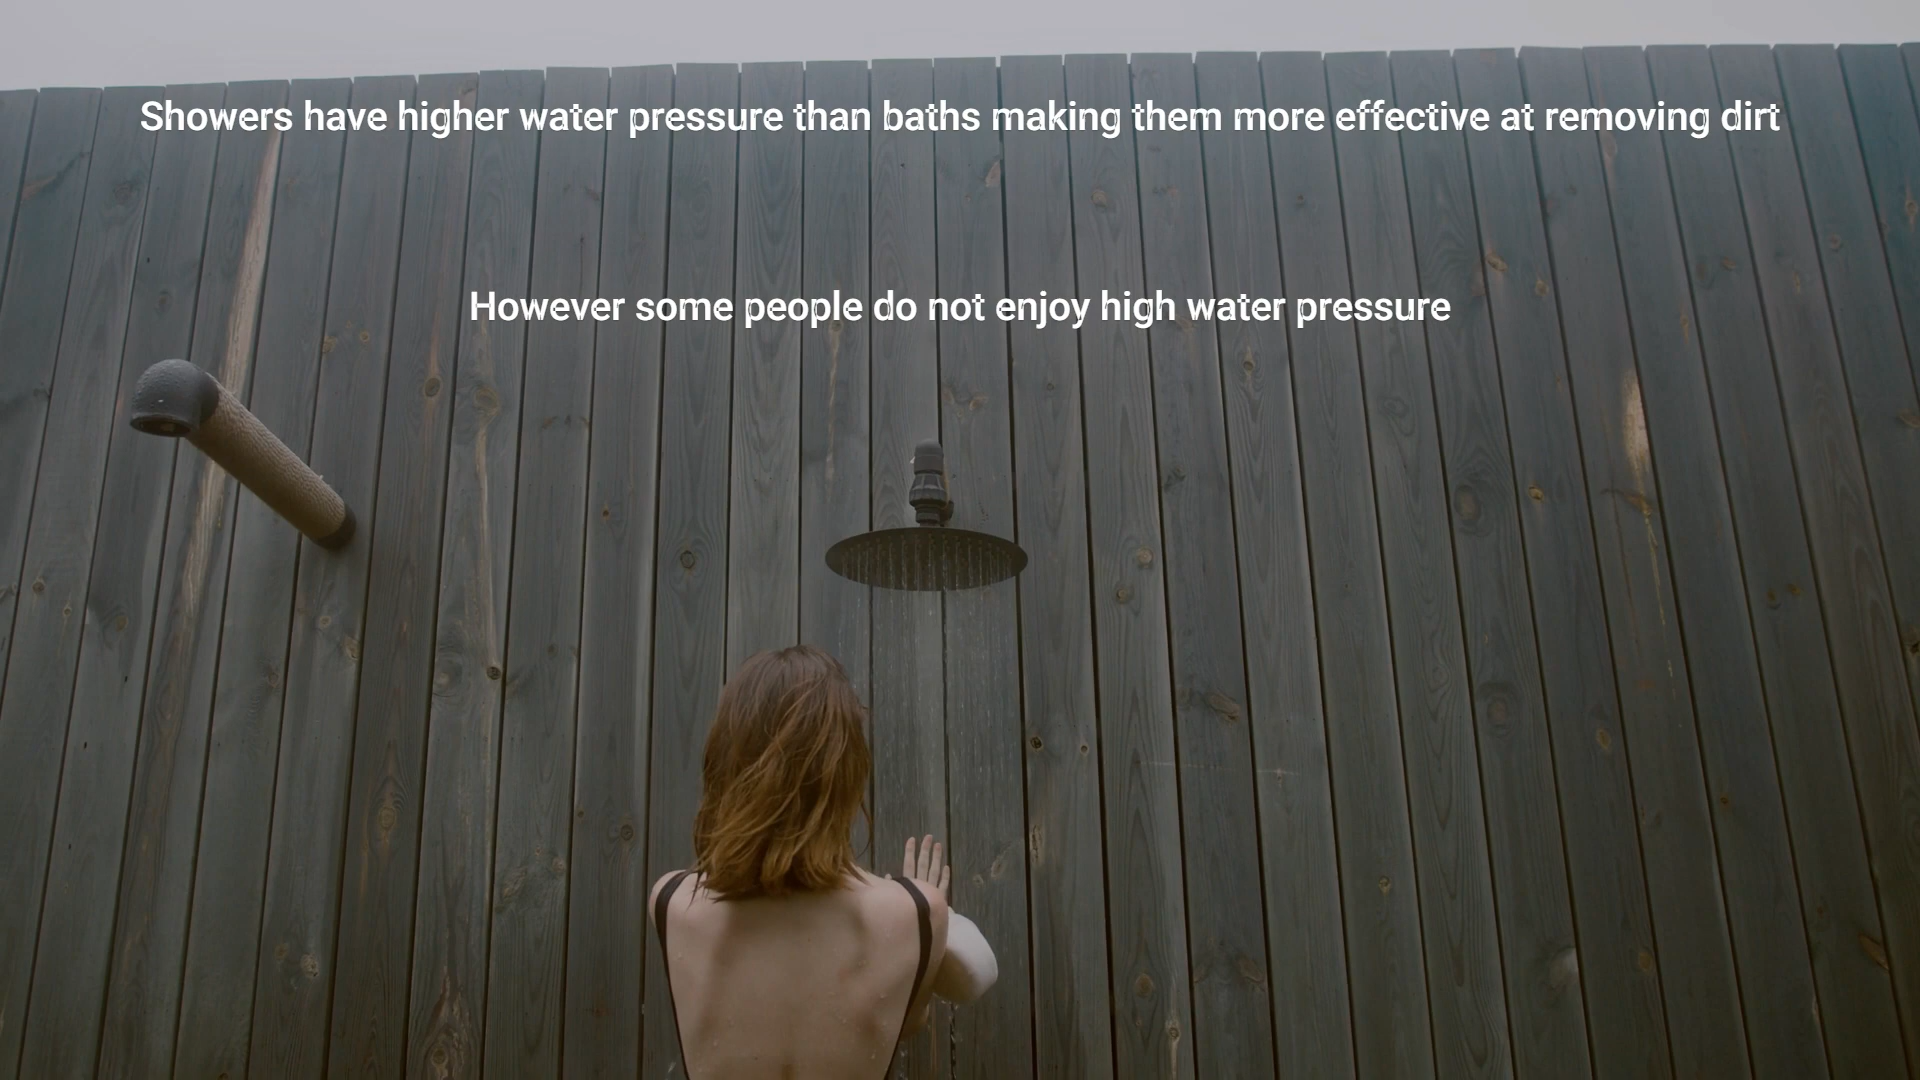 Showers have higher water pressure than baths making them more effective at removing dirt
However some people do not enjoy high water pressure